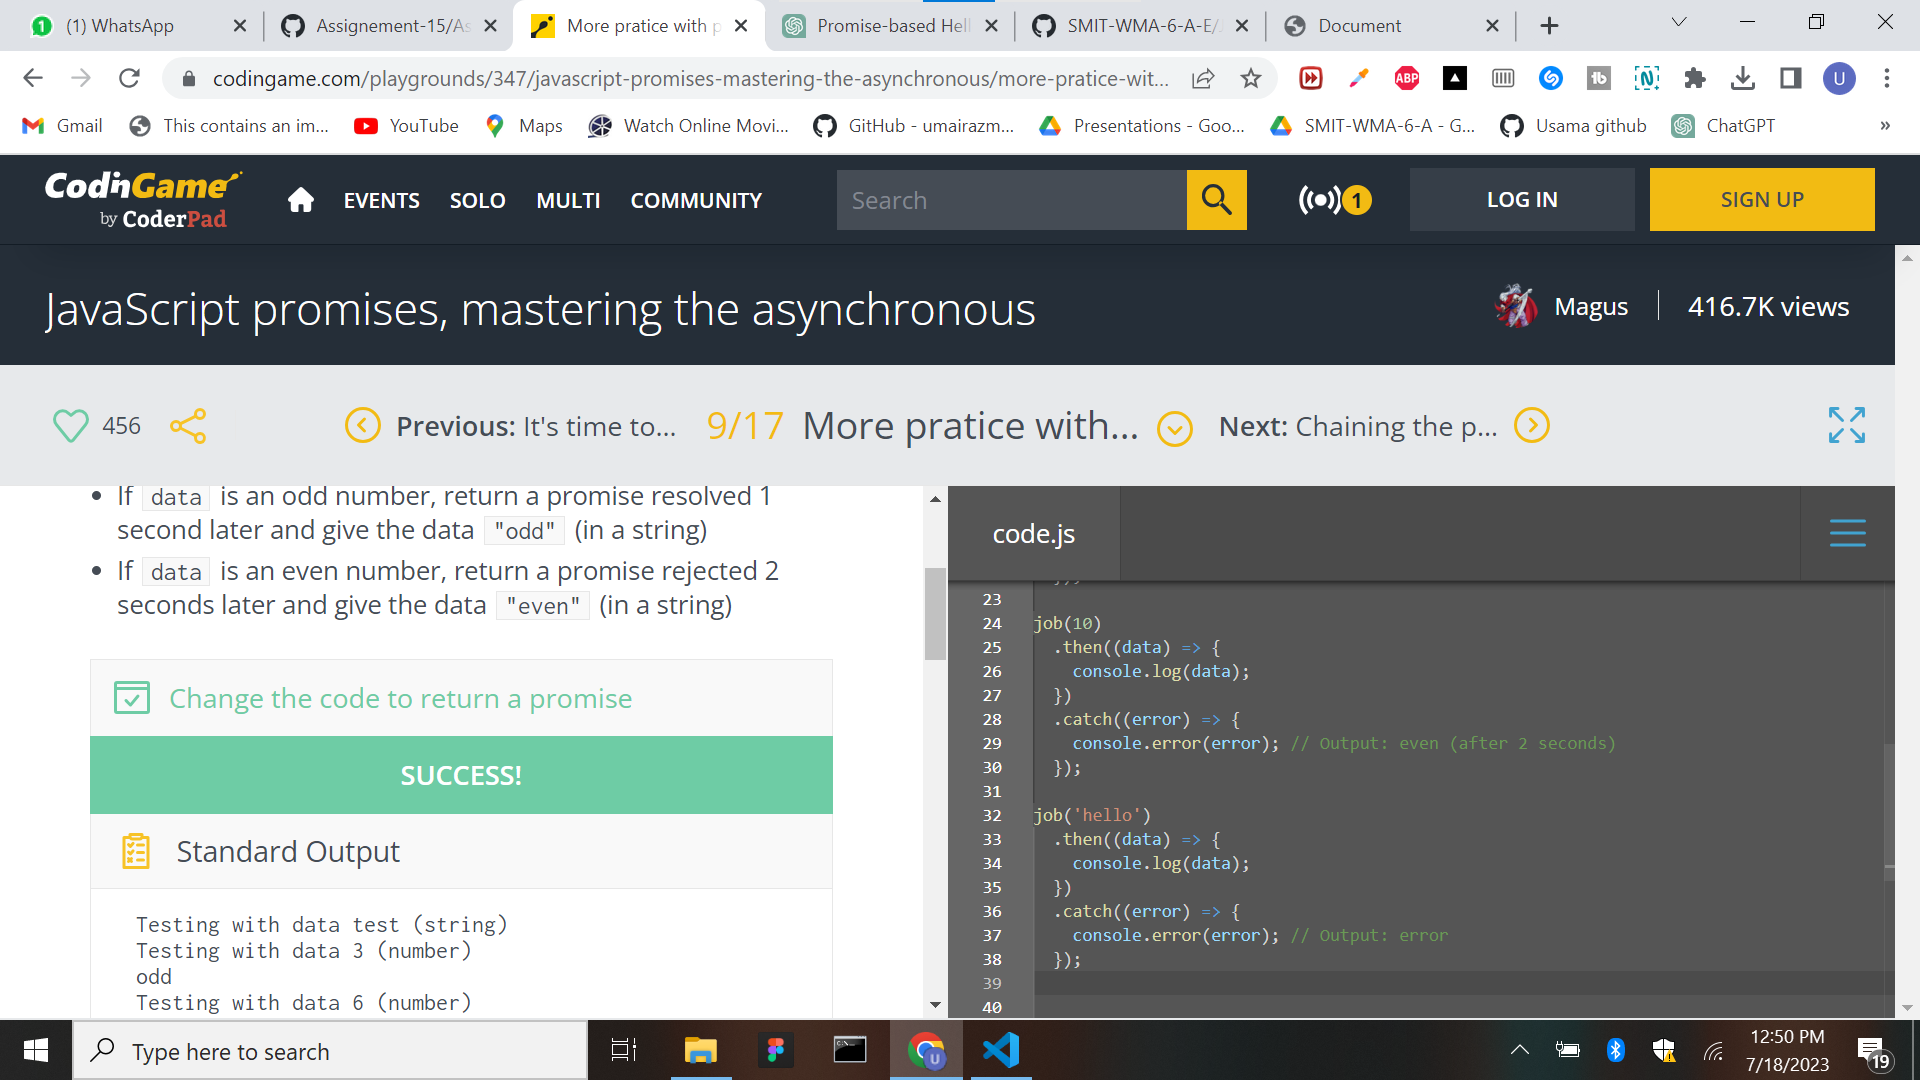 (1) WhatsApp
Assignement-15/As
More pratice with p
Promise-based Hell
SMIT-WMA-6-A-E/J
Document
codingame.com/playgrounds/347/javascript-promises-mastering-the-asynchronous/more-pratice-wit...
ABP
U
Gmail
This contains an im...
YouTube
Maps
Watch Online Movi...
GitHub - umairazm...
Presentations - Goo...
SMIT-WMA-6-A - G...
Usama github
ChatGPT
»
CodinGame
by CoderPad
EVENTS
SOLO
MULTI
COMMUNITY
Search
1
LOG IN
SIGN UP
JavaScript promises, mastering the asynchronous
Magus
416.7K views
456
Previous: It's time to...
9/17 More pratice with...
Next: Chaining the p...
• If data is an odd number, return a promise resolved 1
second later and give the data "odd" (in a string)
• If data is an even number, return a promise rejected 2
seconds later and give the data "even" (in a string)
Change the code to return a promise
SUCCESS!
Standard Output
Testing with data test (string)
Testing with data 3 (number)
odd
Testing with data 6 (number)
code.js
23
24 job(10)
25 .then((data) => {
26 console.log(data);
27 })
28 .catch((error) => {
29 console.error(error); // Output: even (after 2 seconds)
30 });
31
32 job('hello')
33 .then((data) => {
34 console.log(data);
35 })
36 .catch((error) => {
37 console.error(error); // Output: error
38 });
39
40
Type here to search
12:50 PM
7/18/2023
19